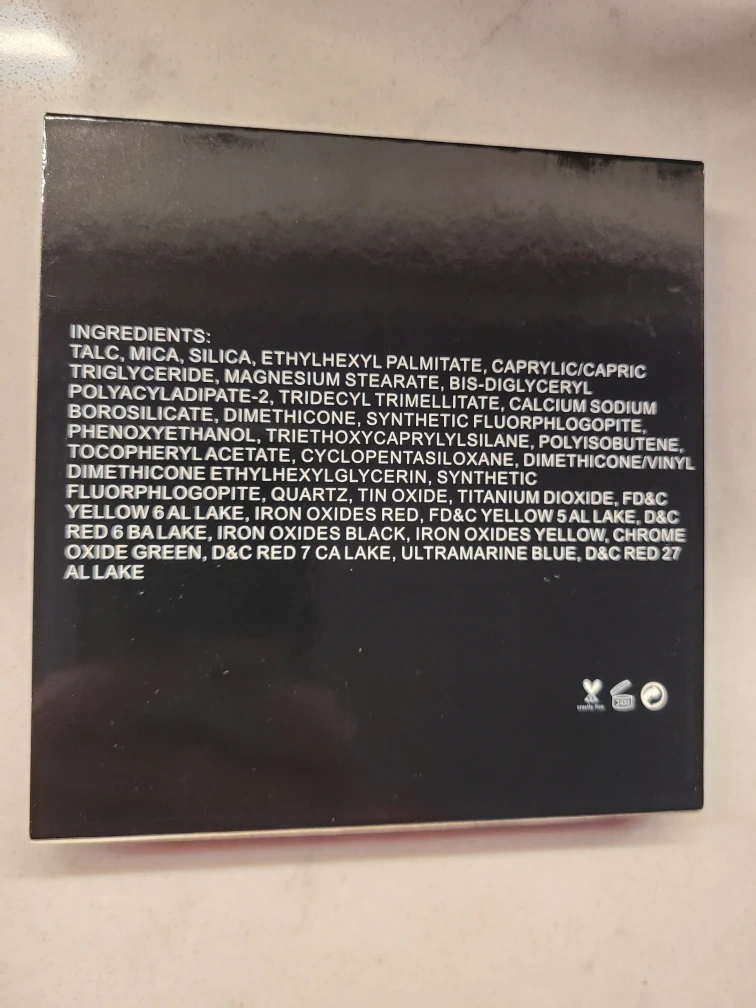 INGREDIENTS:
TALC, MICA, SILICA, ETHYLHEXYL PALMITATE, CAPRYLIC/CAPRIC
TRIGLYCERIDE, MAGNESIUM STEARATE, BIS-DIGLYCERYL
POLYACYLADIPATE-2, TRIDECYL TRIMELLITATE, CALCIUM SODIUM
BOROSILICATE, DIMETHICONE, SYNTHETIC FLUORPHLOGOPITE,
PHENOXYETHANOL, TRIETHOXYCAPRYLYLSILANE, POLYISOBUTENE,
TOCOPHERYL ACETATE, CYCLOPENTASILOXANE, DIMETHICONE/VINYL
DIMETHICONE ETHYLHEXYLGLYCERIN, SYNTHETIC
FLUORPHLOGOPITE, QUARTZ, TIN OXIDE, TITANIUM DIOXIDE, FD&C
YELLOW 6 AL LAKE, IRON OXIDES RED, FD&C YELLOW 5 AL LAKE, D&C
RED 6 BA LAKE, IRON OXIDES BLACK, IRON OXIDES YELLOW, CHROME
OXIDE GREEN, D&C RED 7 CA LAKE, ULTRAMARINE BLUE, D&C RED 27
AL LAKE
cruelty free
24M